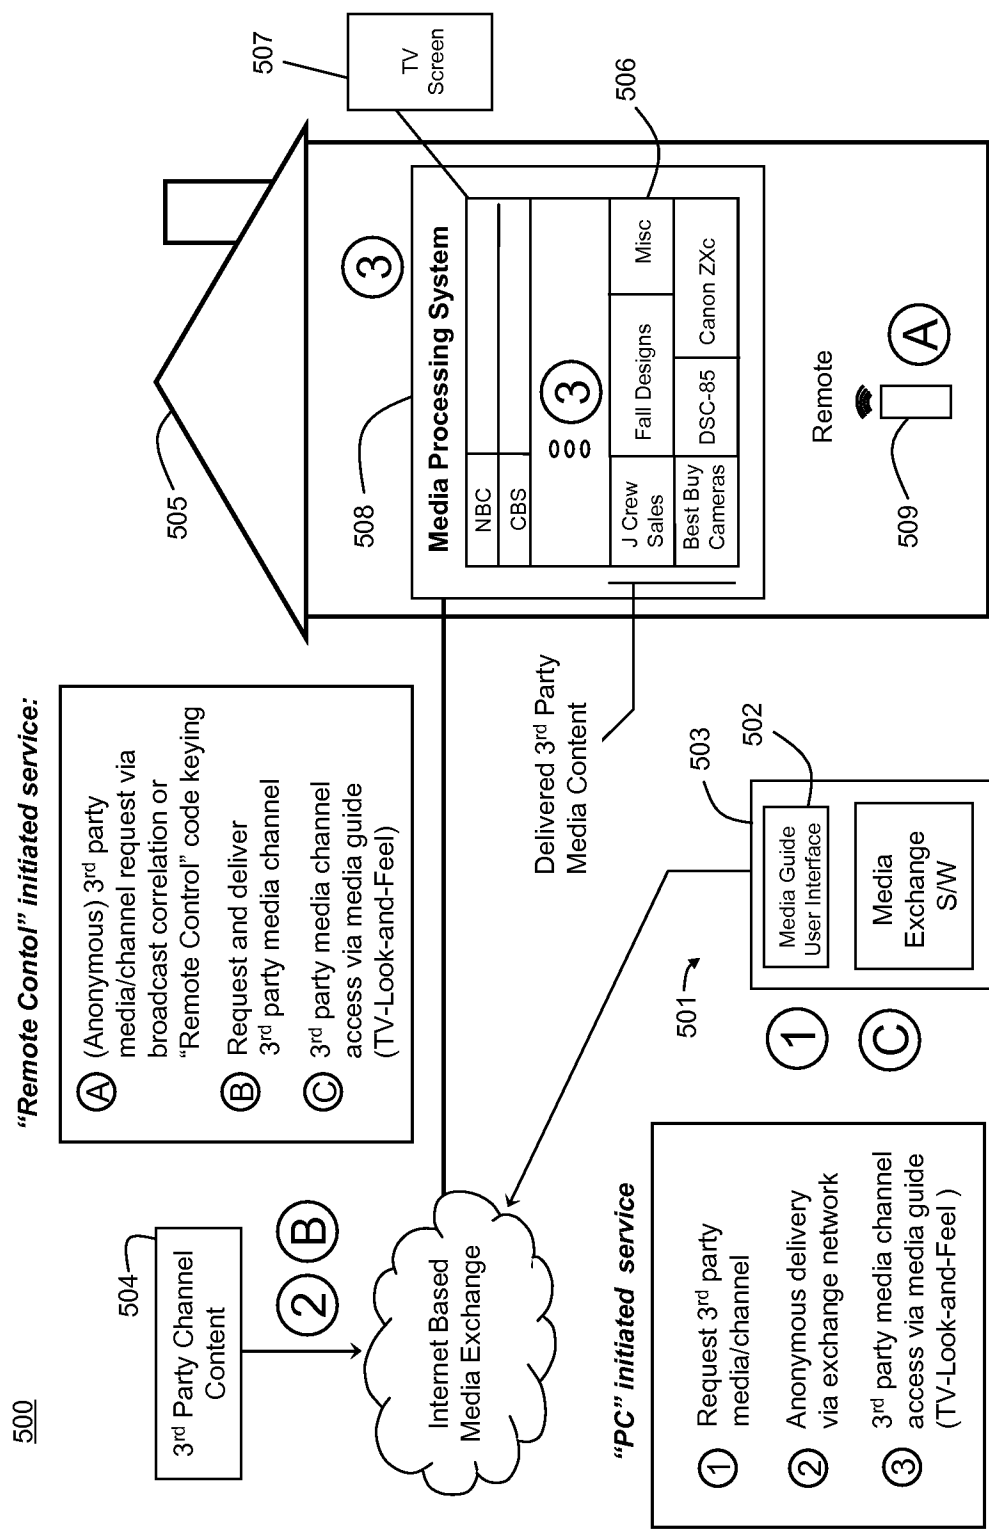 500
"Remote Contol" initiated service:
A
(Anonymous) 3rd party
media/channel request via
broadcast correlation or
"Remote Control" code keying
B
Request and deliver
3rd party media channel
C
3rd party media channel
access via media guide
(TV-Look-and-Feel)
504
3rd Party Channel
Content
2
B
Internet Based
Media Exchange
"PC" initiated service
1
Request 3rd party
media/channel
2
Anonymous delivery
via exchange network
3
3rd party media channel
access via media guide
(TV-Look-and-Feel )
501
1
C
503
502
Media Guide
User Interface
Media
Exchange
S/W
Delivered 3rd Party
Media Content
505
508
3
Media Processing System
NBC
CBS
3
J Crew
Sales
Fall Designs
Misc
Best Buy
Cameras
DSC-85
Canon ZXc
507
TV
Screen
506
Remote
509
A